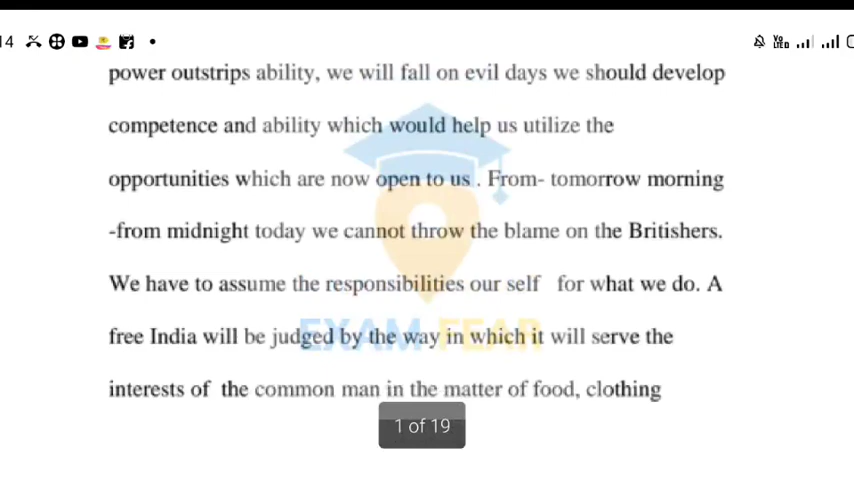 14
power outstrips ability, we will fall on evil days we should develop
competence and ability which would help us utilize the
opportunities which are now open to us . From- tomorrow morning
-from midnight today we cannot throw the blame on the Britishers.
We have to assume the responsibilities our self for what we do. A
free India will be judged by the way in which it will serve the
EXAM FEAR
interests of the common man in the matter of food, clothing
1 of 19